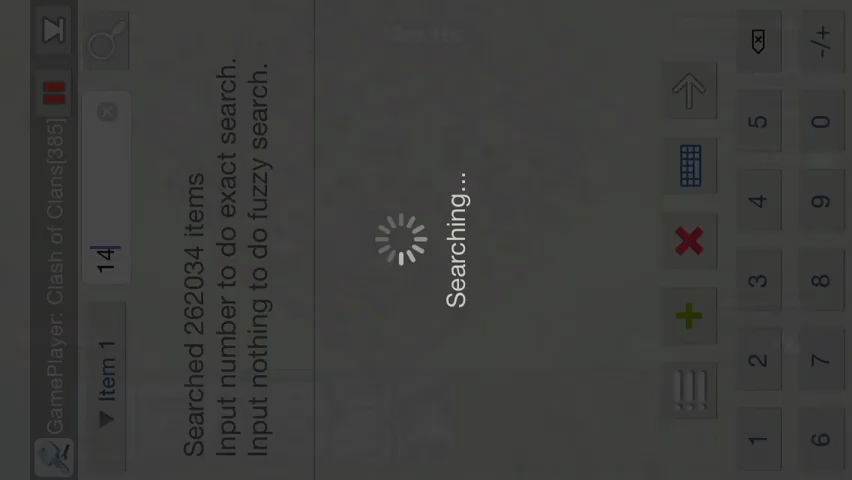 GamePlayer: Clash of Clans[385]
Item 1
14
Searched 262034 items
Input number to do exact search.
Input nothing to do fuzzy search.
Searching...
1 2 3 4 5
6 7 8 9 0 -/+